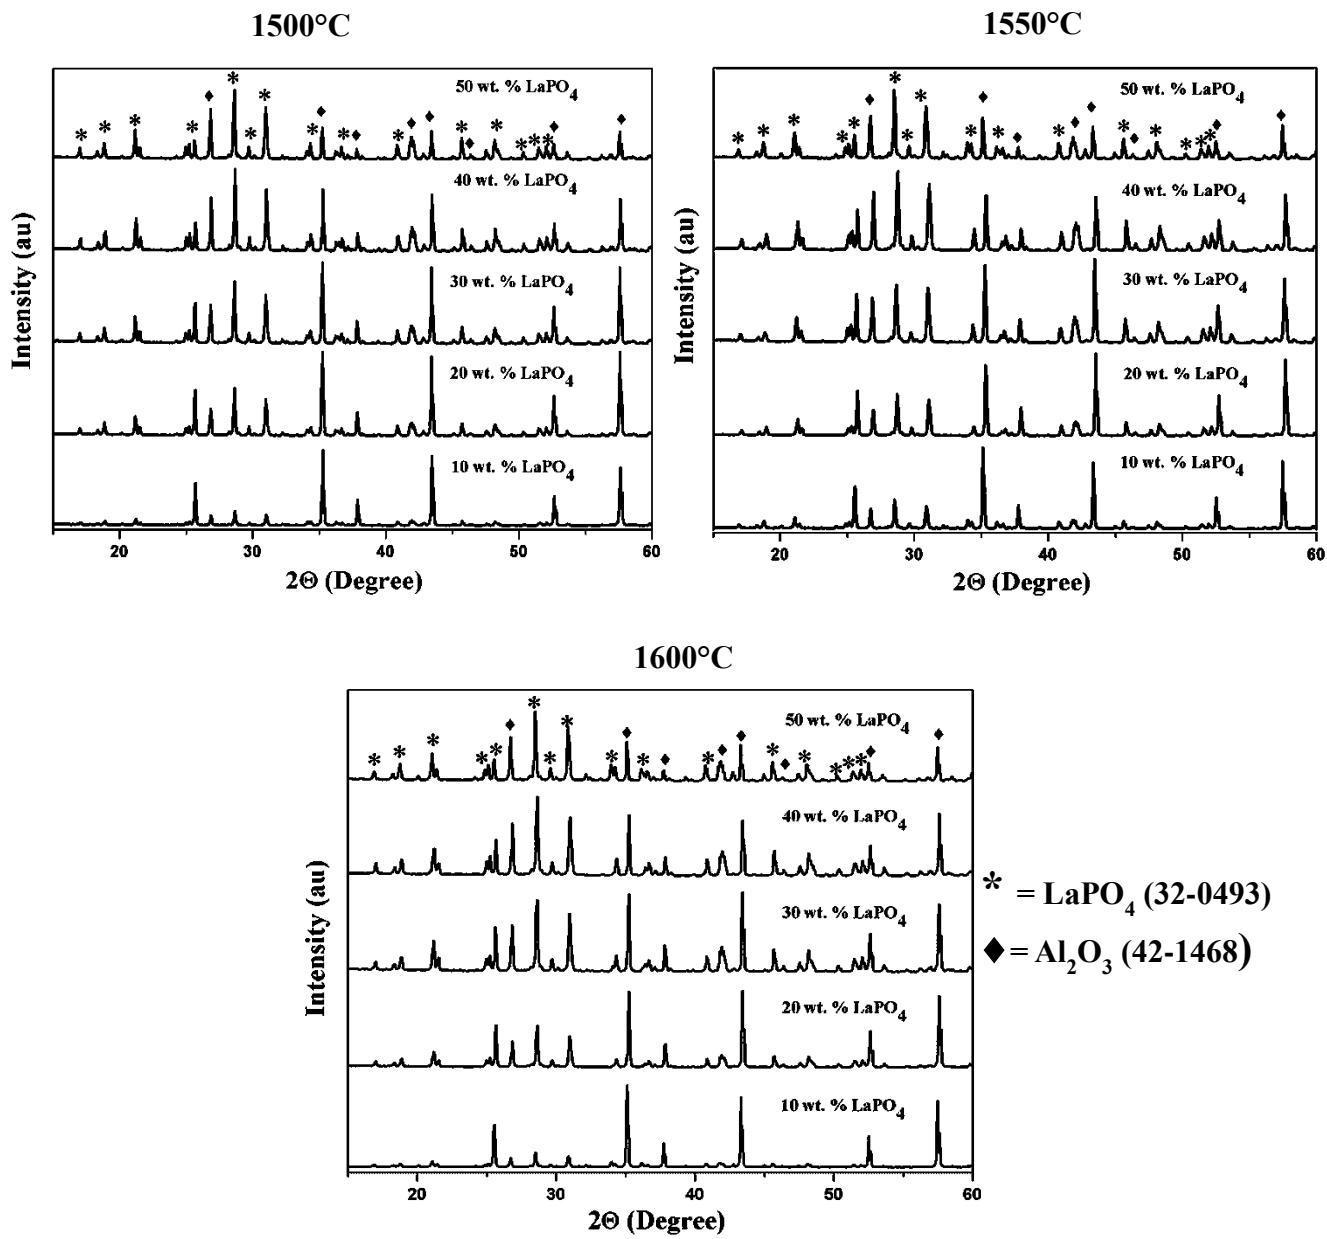 1500°C
50 wt. % LaPO4
40 wt. % LaPO4
30 wt. % LaPO4
20 wt. % LaPO4
10 wt. % LaPO4
Intensity (au)
20 30 40 50 60
2Θ (Degree)
1550°C
50 wt. % LaPO4
40 wt. % LaPO4
30 wt. % LaPO4
20 wt. % LaPO4
10 wt. % LaPO4
Intensity (au)
20 30 40 50 60
2Θ (Degree)
1600°C
50 wt. % LaPO4
40 wt. % LaPO4
30 wt. % LaPO4
20 wt. % LaPO4
10 wt. % LaPO4
Intensity (au)
20 30 40 50 60
2Θ (Degree)
* = LaPO4 (32-0493)
♦ = Al2O3 (42-1468)